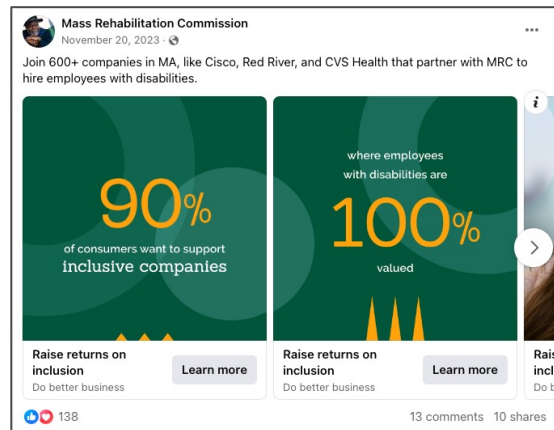 Mass Rehabilitation Commission
November 20, 2023 ·
Join 600+ companies in MA, like Cisco, Red River, and CVS Health that partner with MRC to
hire employees with disabilities.
90%
of consumers want to support
inclusive companies
where employees
with disabilities are
100%
valued
i
Raise returns on
inclusion
Do better business
Learn more
Raise returns on
inclusion
Do better business
Learn more
138
13 comments 10 shares